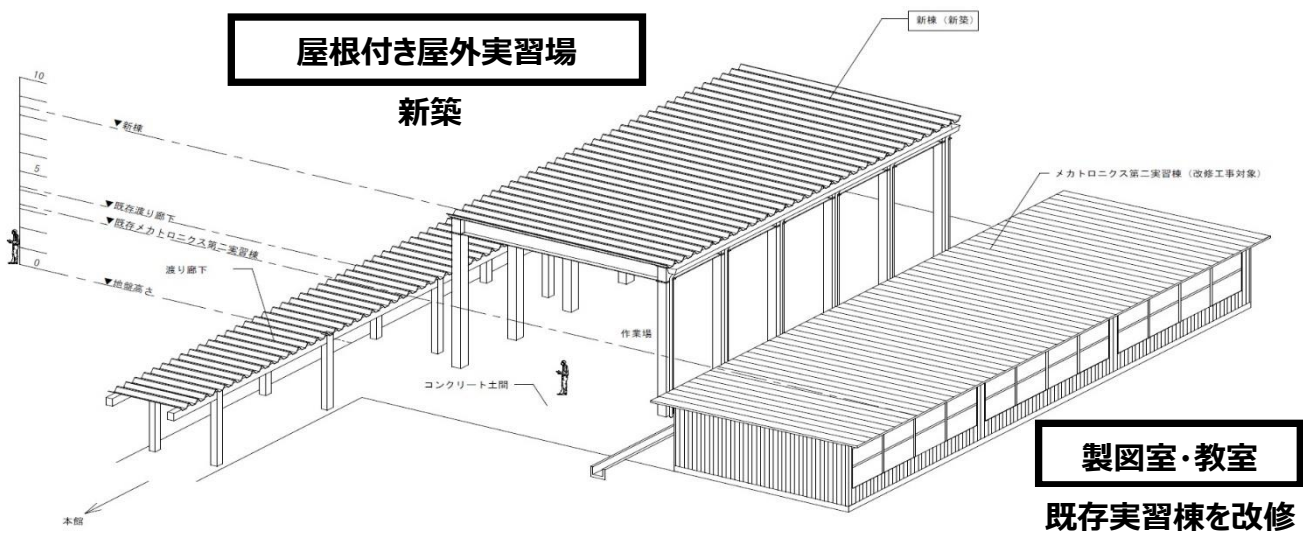 屋根付き屋外実習場
新築
新棟（新築）
10
▼新棟
5
▼既存渡り廊下
▼既存メカトロニクス第二実習棟
0
渡り廊下
▼地盤高さ
メカトロニクス第二実習棟（改修工事対象）
作業場
コンクリート土間
本館
製図室・教室
既存実習棟を改修